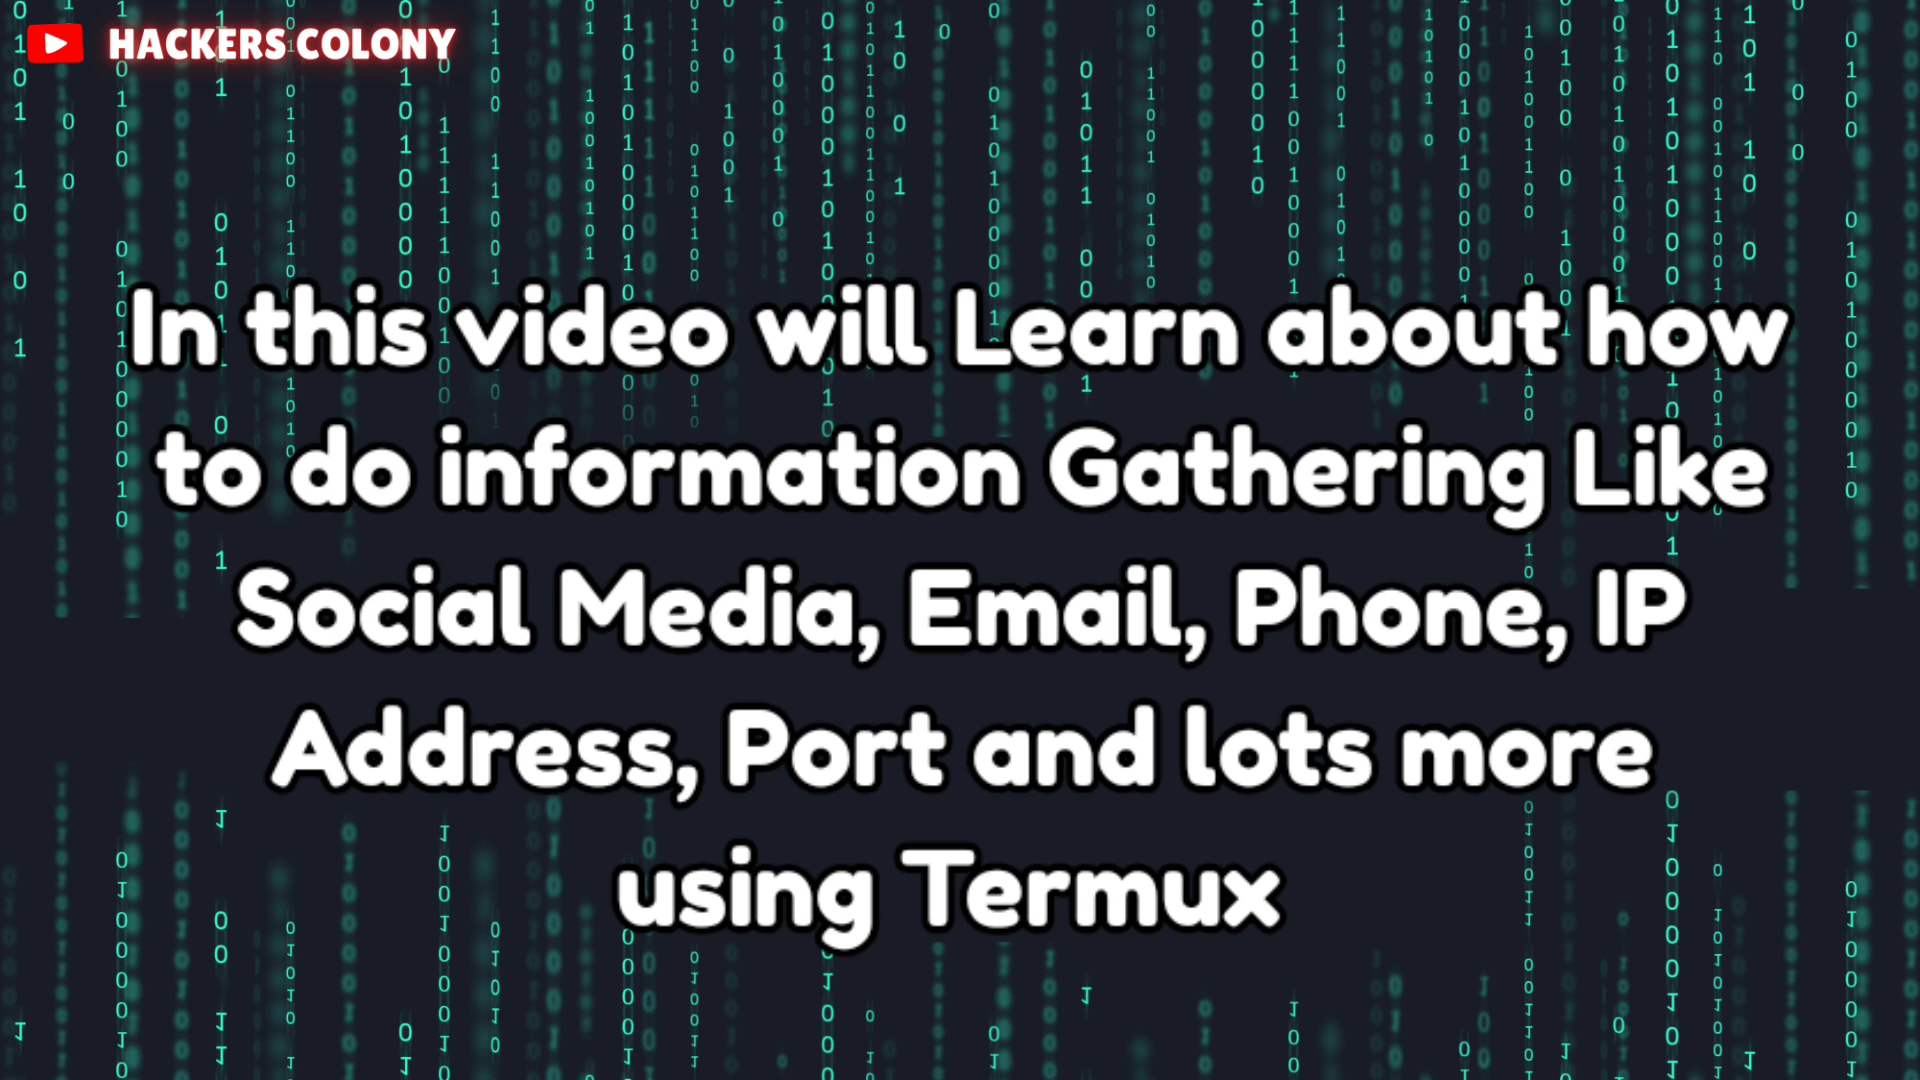 HACKERS COLONY
In this video will Learn about how
to do information Gathering Like
Social Media, Email, Phone, IP
Address, Port and lots more
using Termux